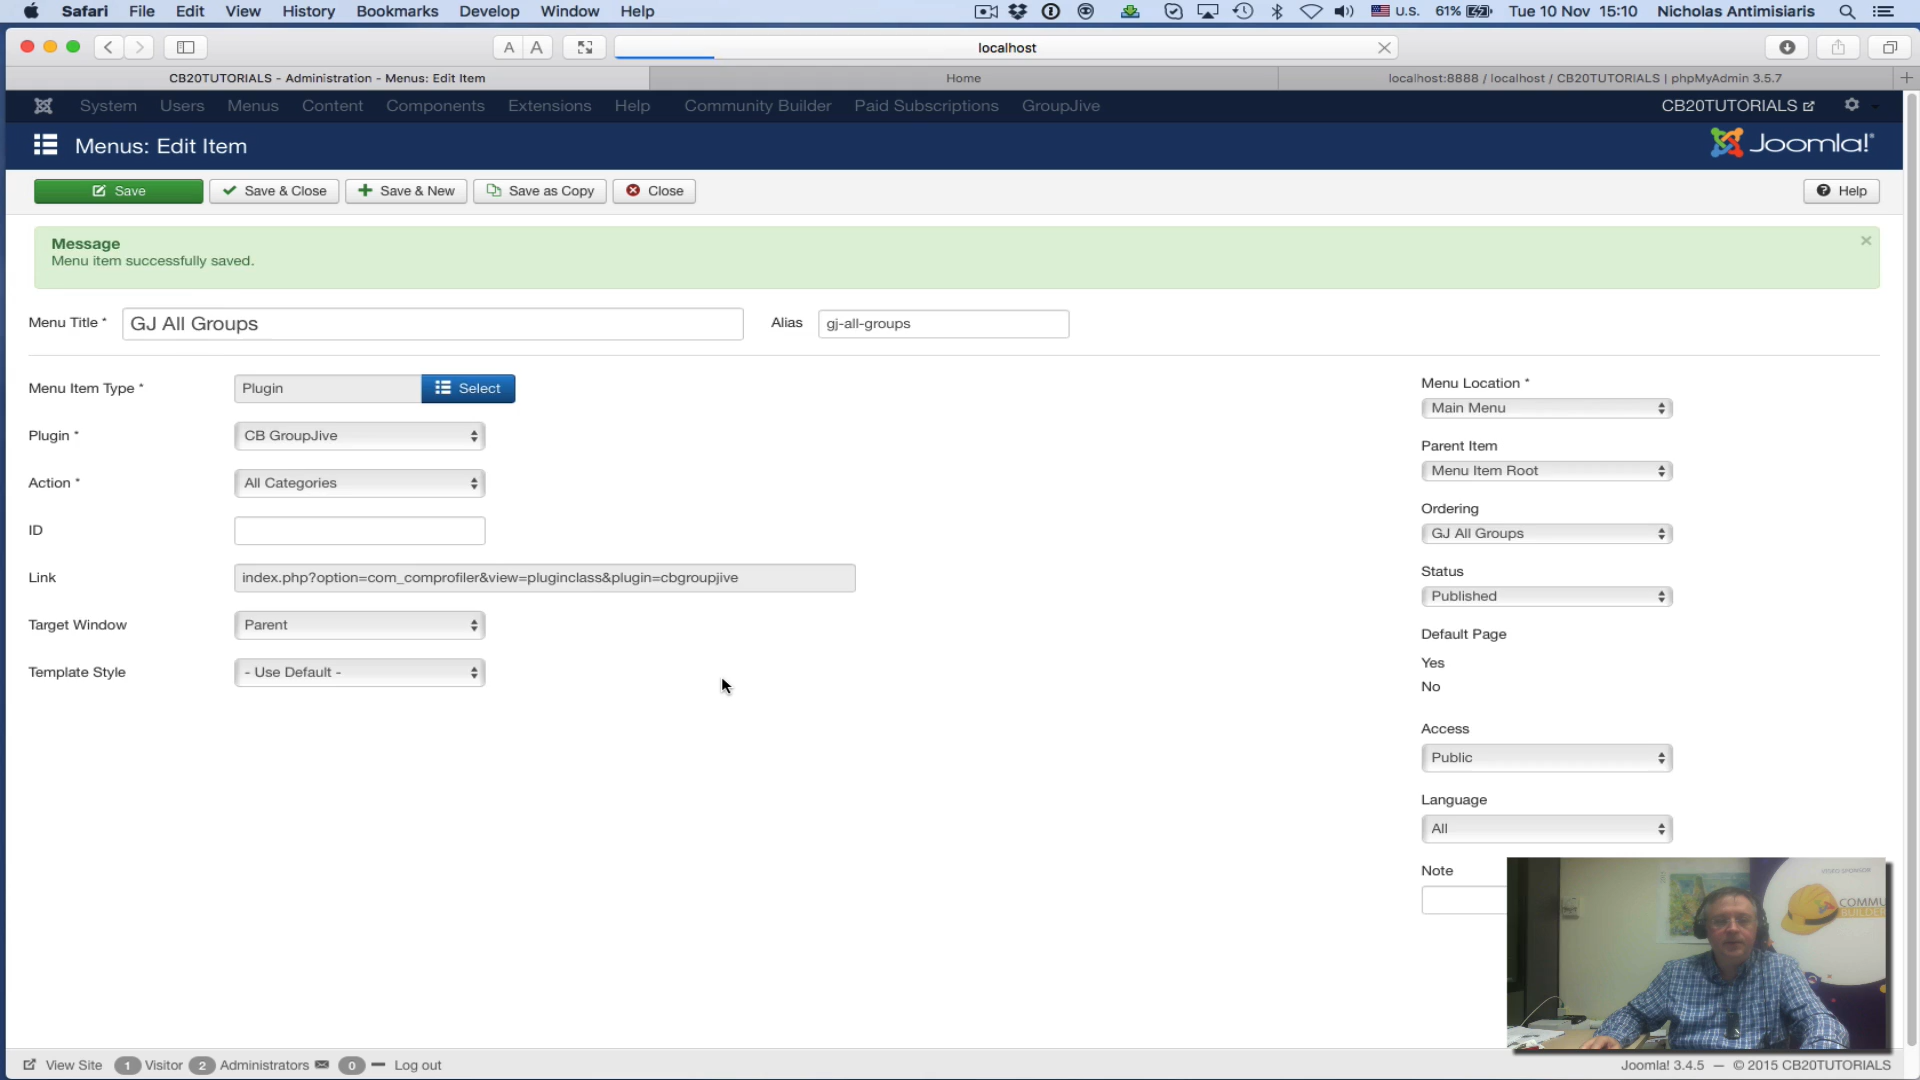 Safari File Edit View History Bookmarks Develop Window Help U.S. 61% Tue 10 Nov 15:10 Nicholas Antimisiaris
A A localhost
CB20TUTORIALS - Administration - Menus: Edit Item Home localhost:8888 / localhost / CB20TUTORIALS | phpMyAdmin 3.5.7
System Users Menus Content Components Extensions Help Community Builder Paid Subscriptions GroupJive CB20TUTORIALS
Menus: Edit Item Joomla!
Save Save & Close Save & New Save as Copy Close Help
Message
Menu item successfully saved.
Menu Title * GJ All Groups Alias gj-all-groups
Menu Item Type * Plugin Select
Plugin * CB GroupJive
Action * All Categories
ID
Link index.php?option=com_comprofiler&view=pluginclass&plugin=cbgroupjive
Target Window Parent
Template Style - Use Default -
Menu Location *
Main Menu
Parent Item
Menu Item Root
Ordering
GJ All Groups
Status
Published
Default Page
Yes
No
Access
Public
Language
All
Note
COMMU
BUILDER
View Site 1 Visitor 2 Administrators 0 Log out Joomla! 3.4.5 — © 2015 CB20TUTORIALS